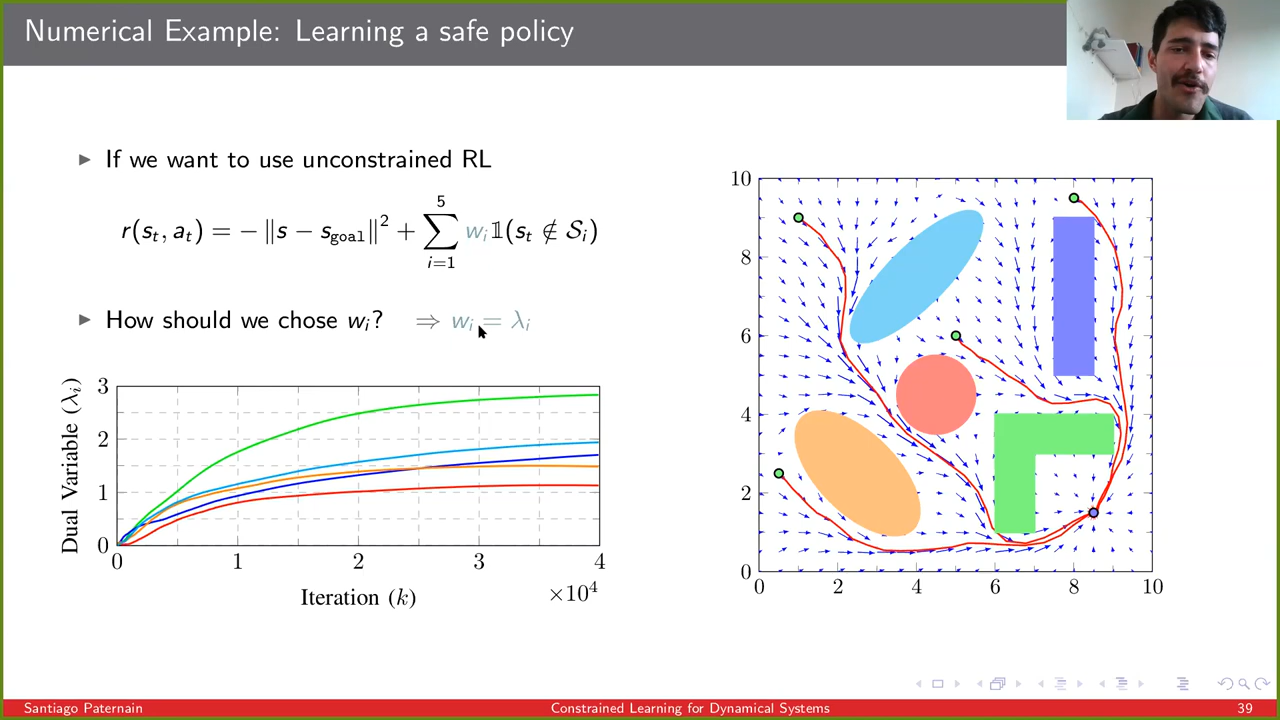 Numerical Example: Learning a safe policy
▶ If we want to use unconstrained RL
r(s_t, a_t) = − ‖s − s_goal‖² + ∑_{i=1}^{5} w_i 𝟙(s_t ∉ 𝒮_i)
▶ How should we chose w_i? ⇒ w_i = λ_i
Dual Variable (λ_i)
3
2
1
0
0 1 2 3 4
Iteration (k)
×10⁴
10
8
6
4
2
0
0 2 4 6 8 10
Santiago Paternain
Constrained Learning for Dynamical Systems
39